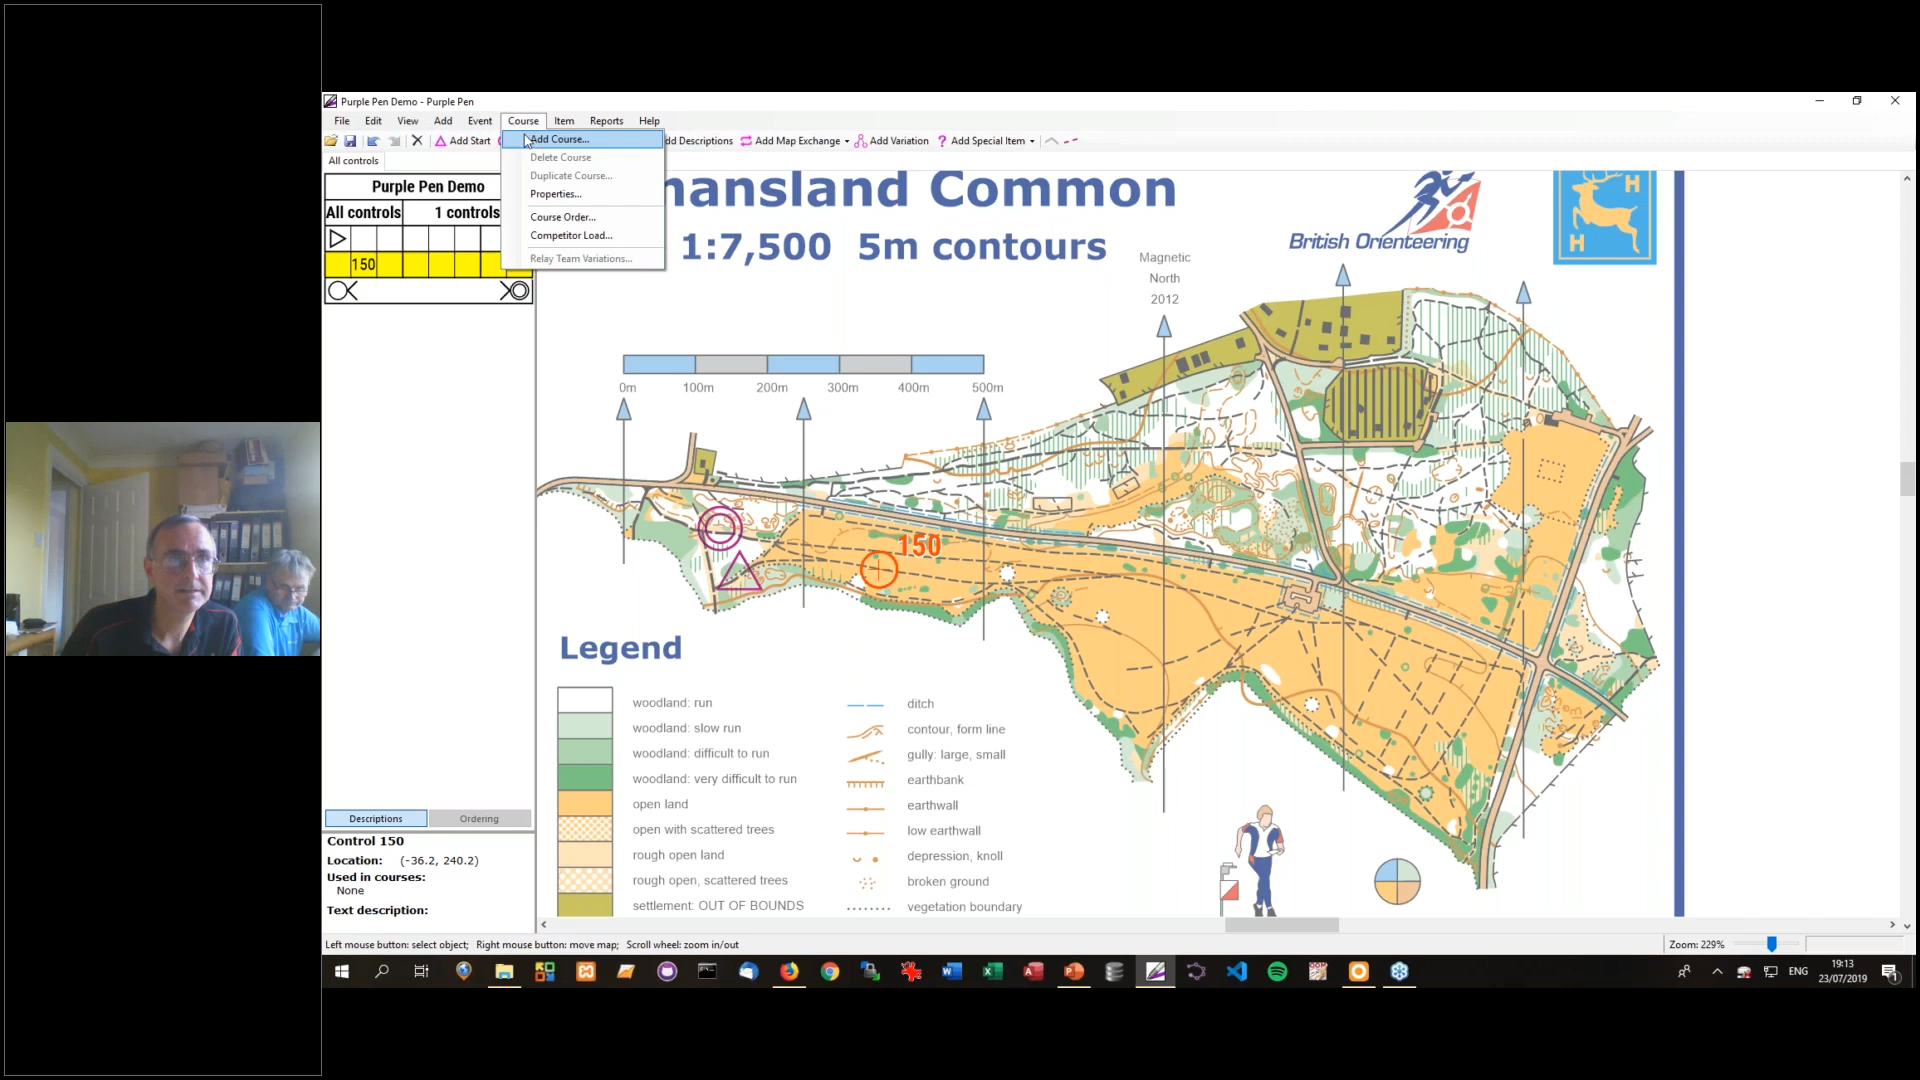 Purple Pen Demo - Purple Pen
File Edit View Add Event Course Item Reports Help
Add Start
dd Descriptions Add Map Exchange Add Variation ? Add Special Item
All controls
Add Course...
Delete Course
Duplicate Course...
Properties...
Course Order...
Competitor Load...
Relay Team Variations...
Purple Pen Demo
All controls 1 controls
150
mansland Common
1:7,500 5m contours
British Orienteering
H
H
Magnetic
North
2012
0m 100m 200m 300m 400m 500m
150
Legend
woodland: run
woodland: slow run
woodland: difficult to run
woodland: very difficult to run
open land
open with scattered trees
rough open land
rough open, scattered trees
settlement: OUT OF BOUNDS
ditch
contour, form line
gully: large, small
earthbank
earthwall
low earthwall
depression, knoll
broken ground
vegetation boundary
Descriptions Ordering
Control 150
Location: (-36.2, 240.2)
Used in courses:
None
Text description:
Left mouse button: select object; Right mouse button: move map; Scroll wheel: zoom in/out
Zoom: 229%
ENG
19:13
23/07/2019
1